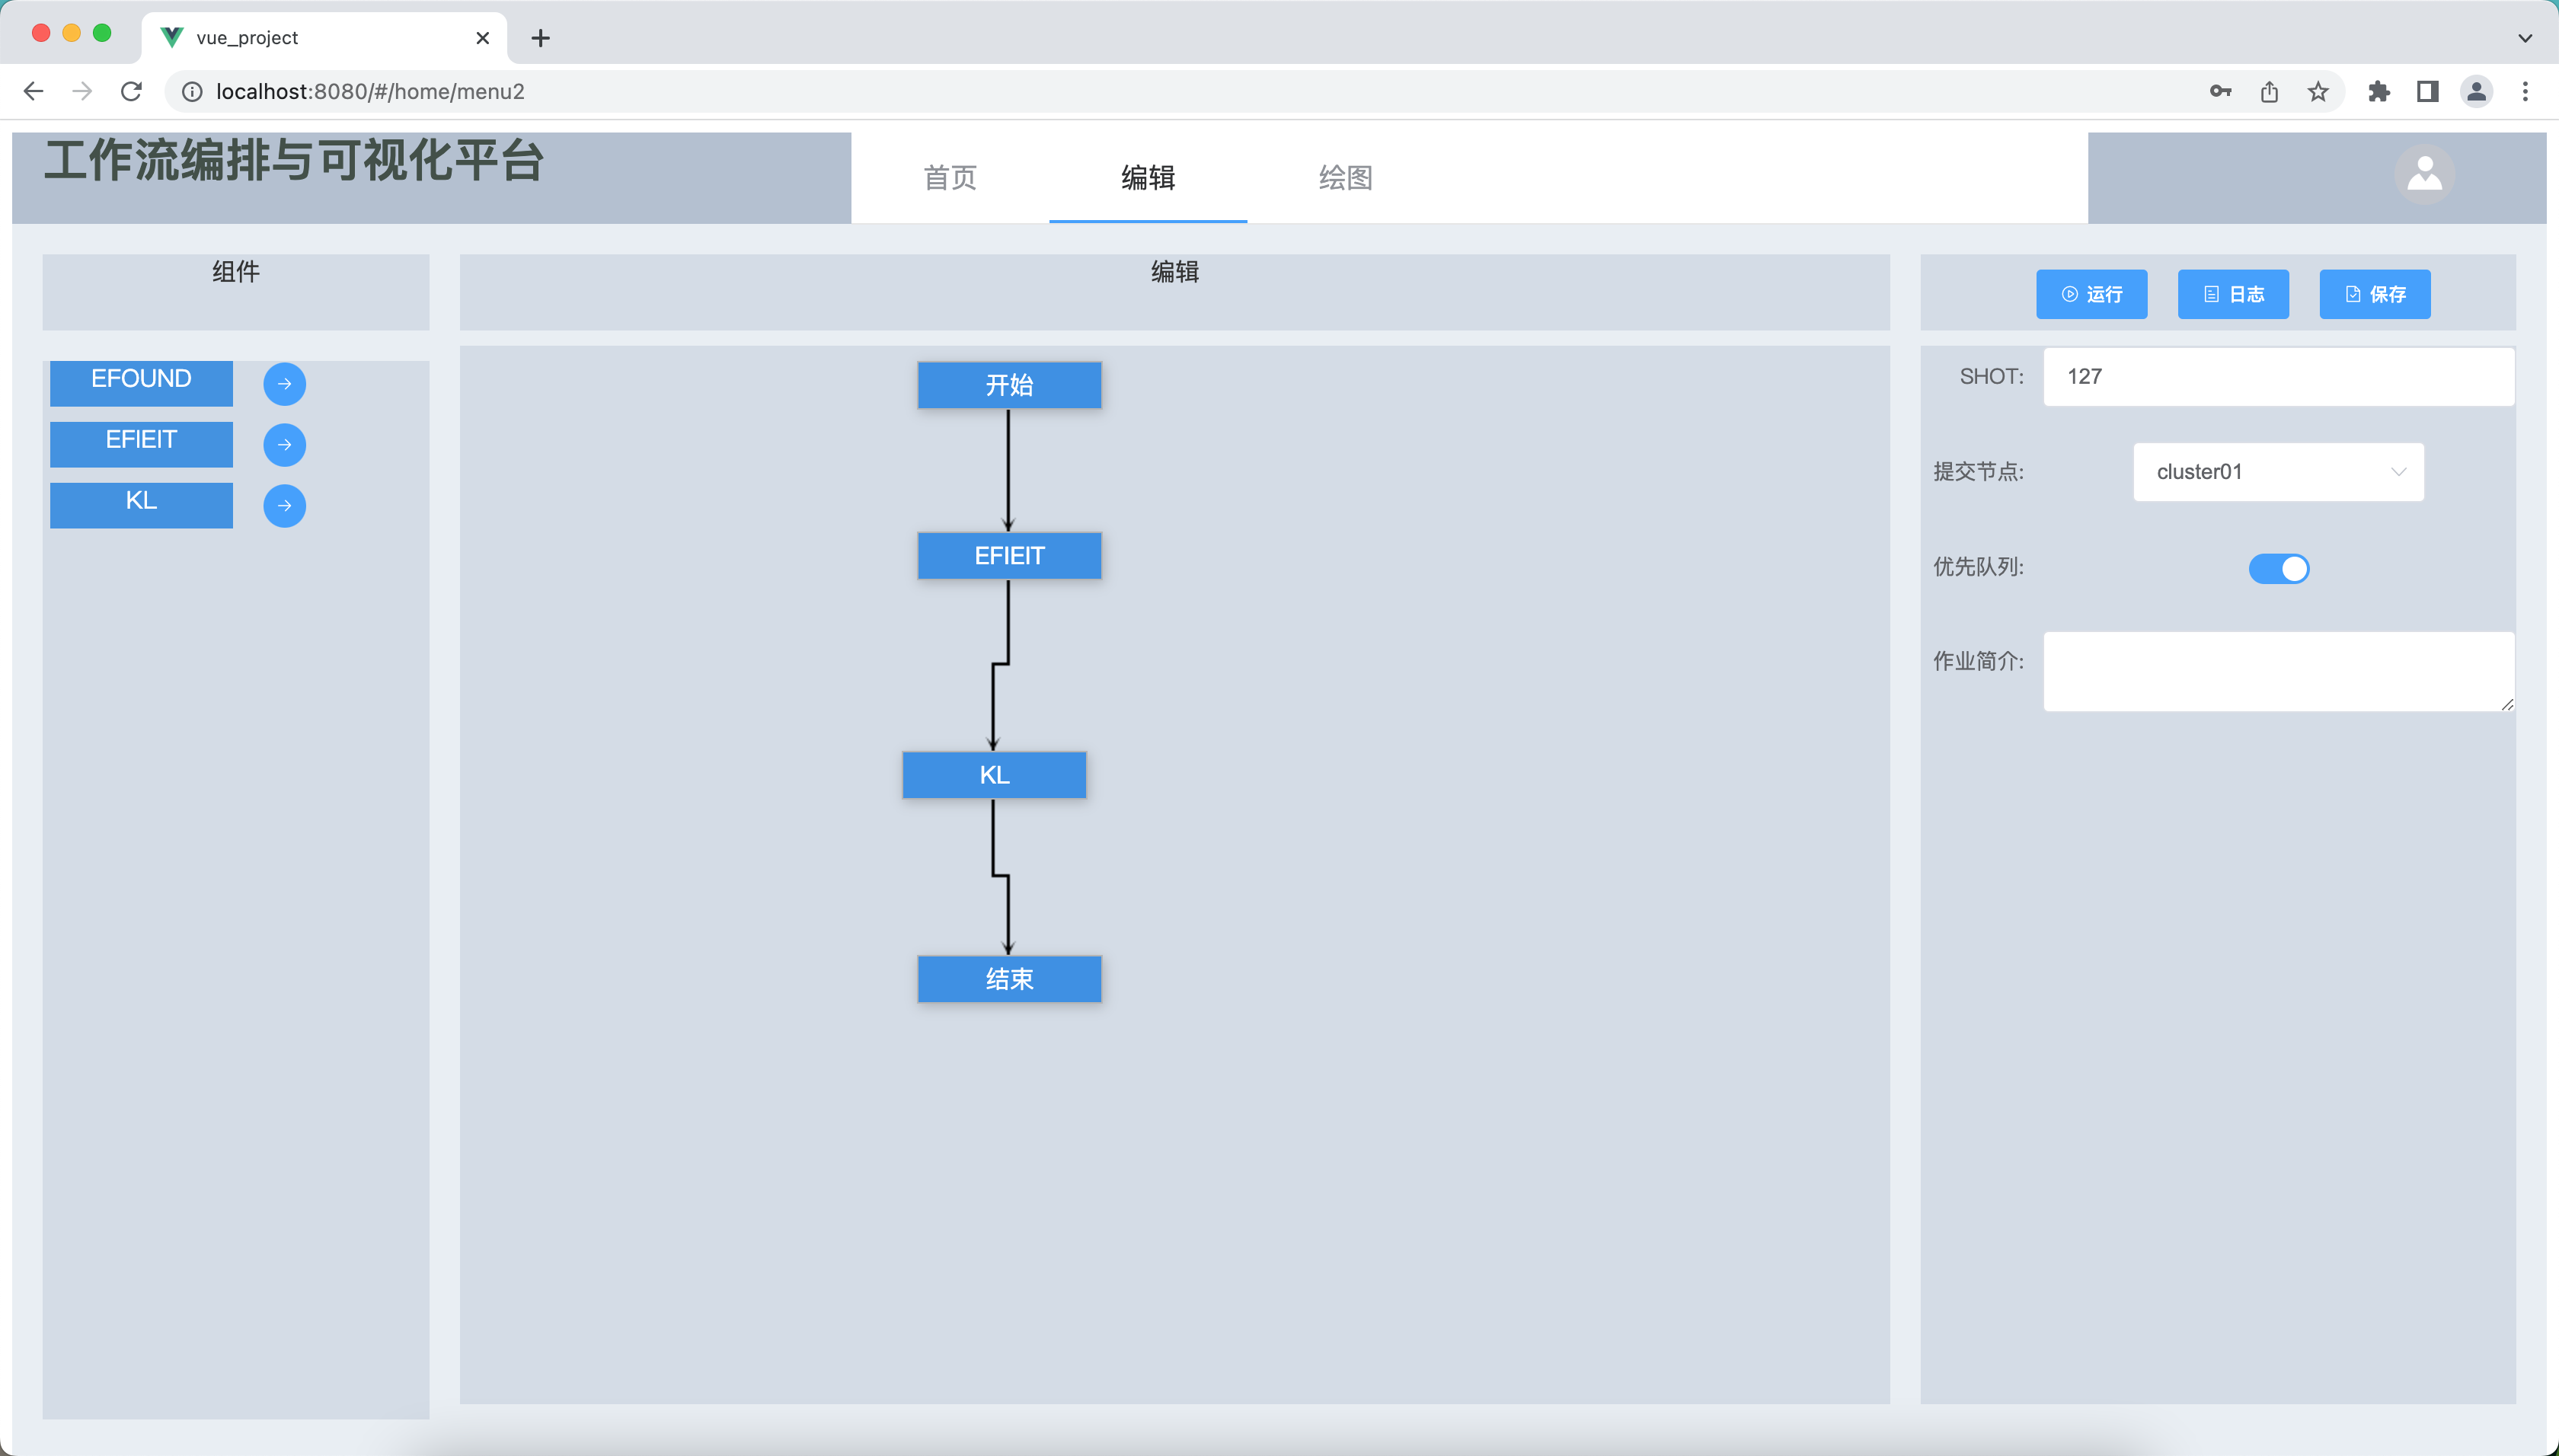 vue_project
localhost:8080/#/home/menu2
工作流编排与可视化平台
首页
编辑
绘图
组件
编辑
运行
日志
保存
EFOUND
EFIEIT
KL
开始
EFIEIT
KL
结束
SHOT: 127
提交节点: cluster01
优先队列:
作业简介: